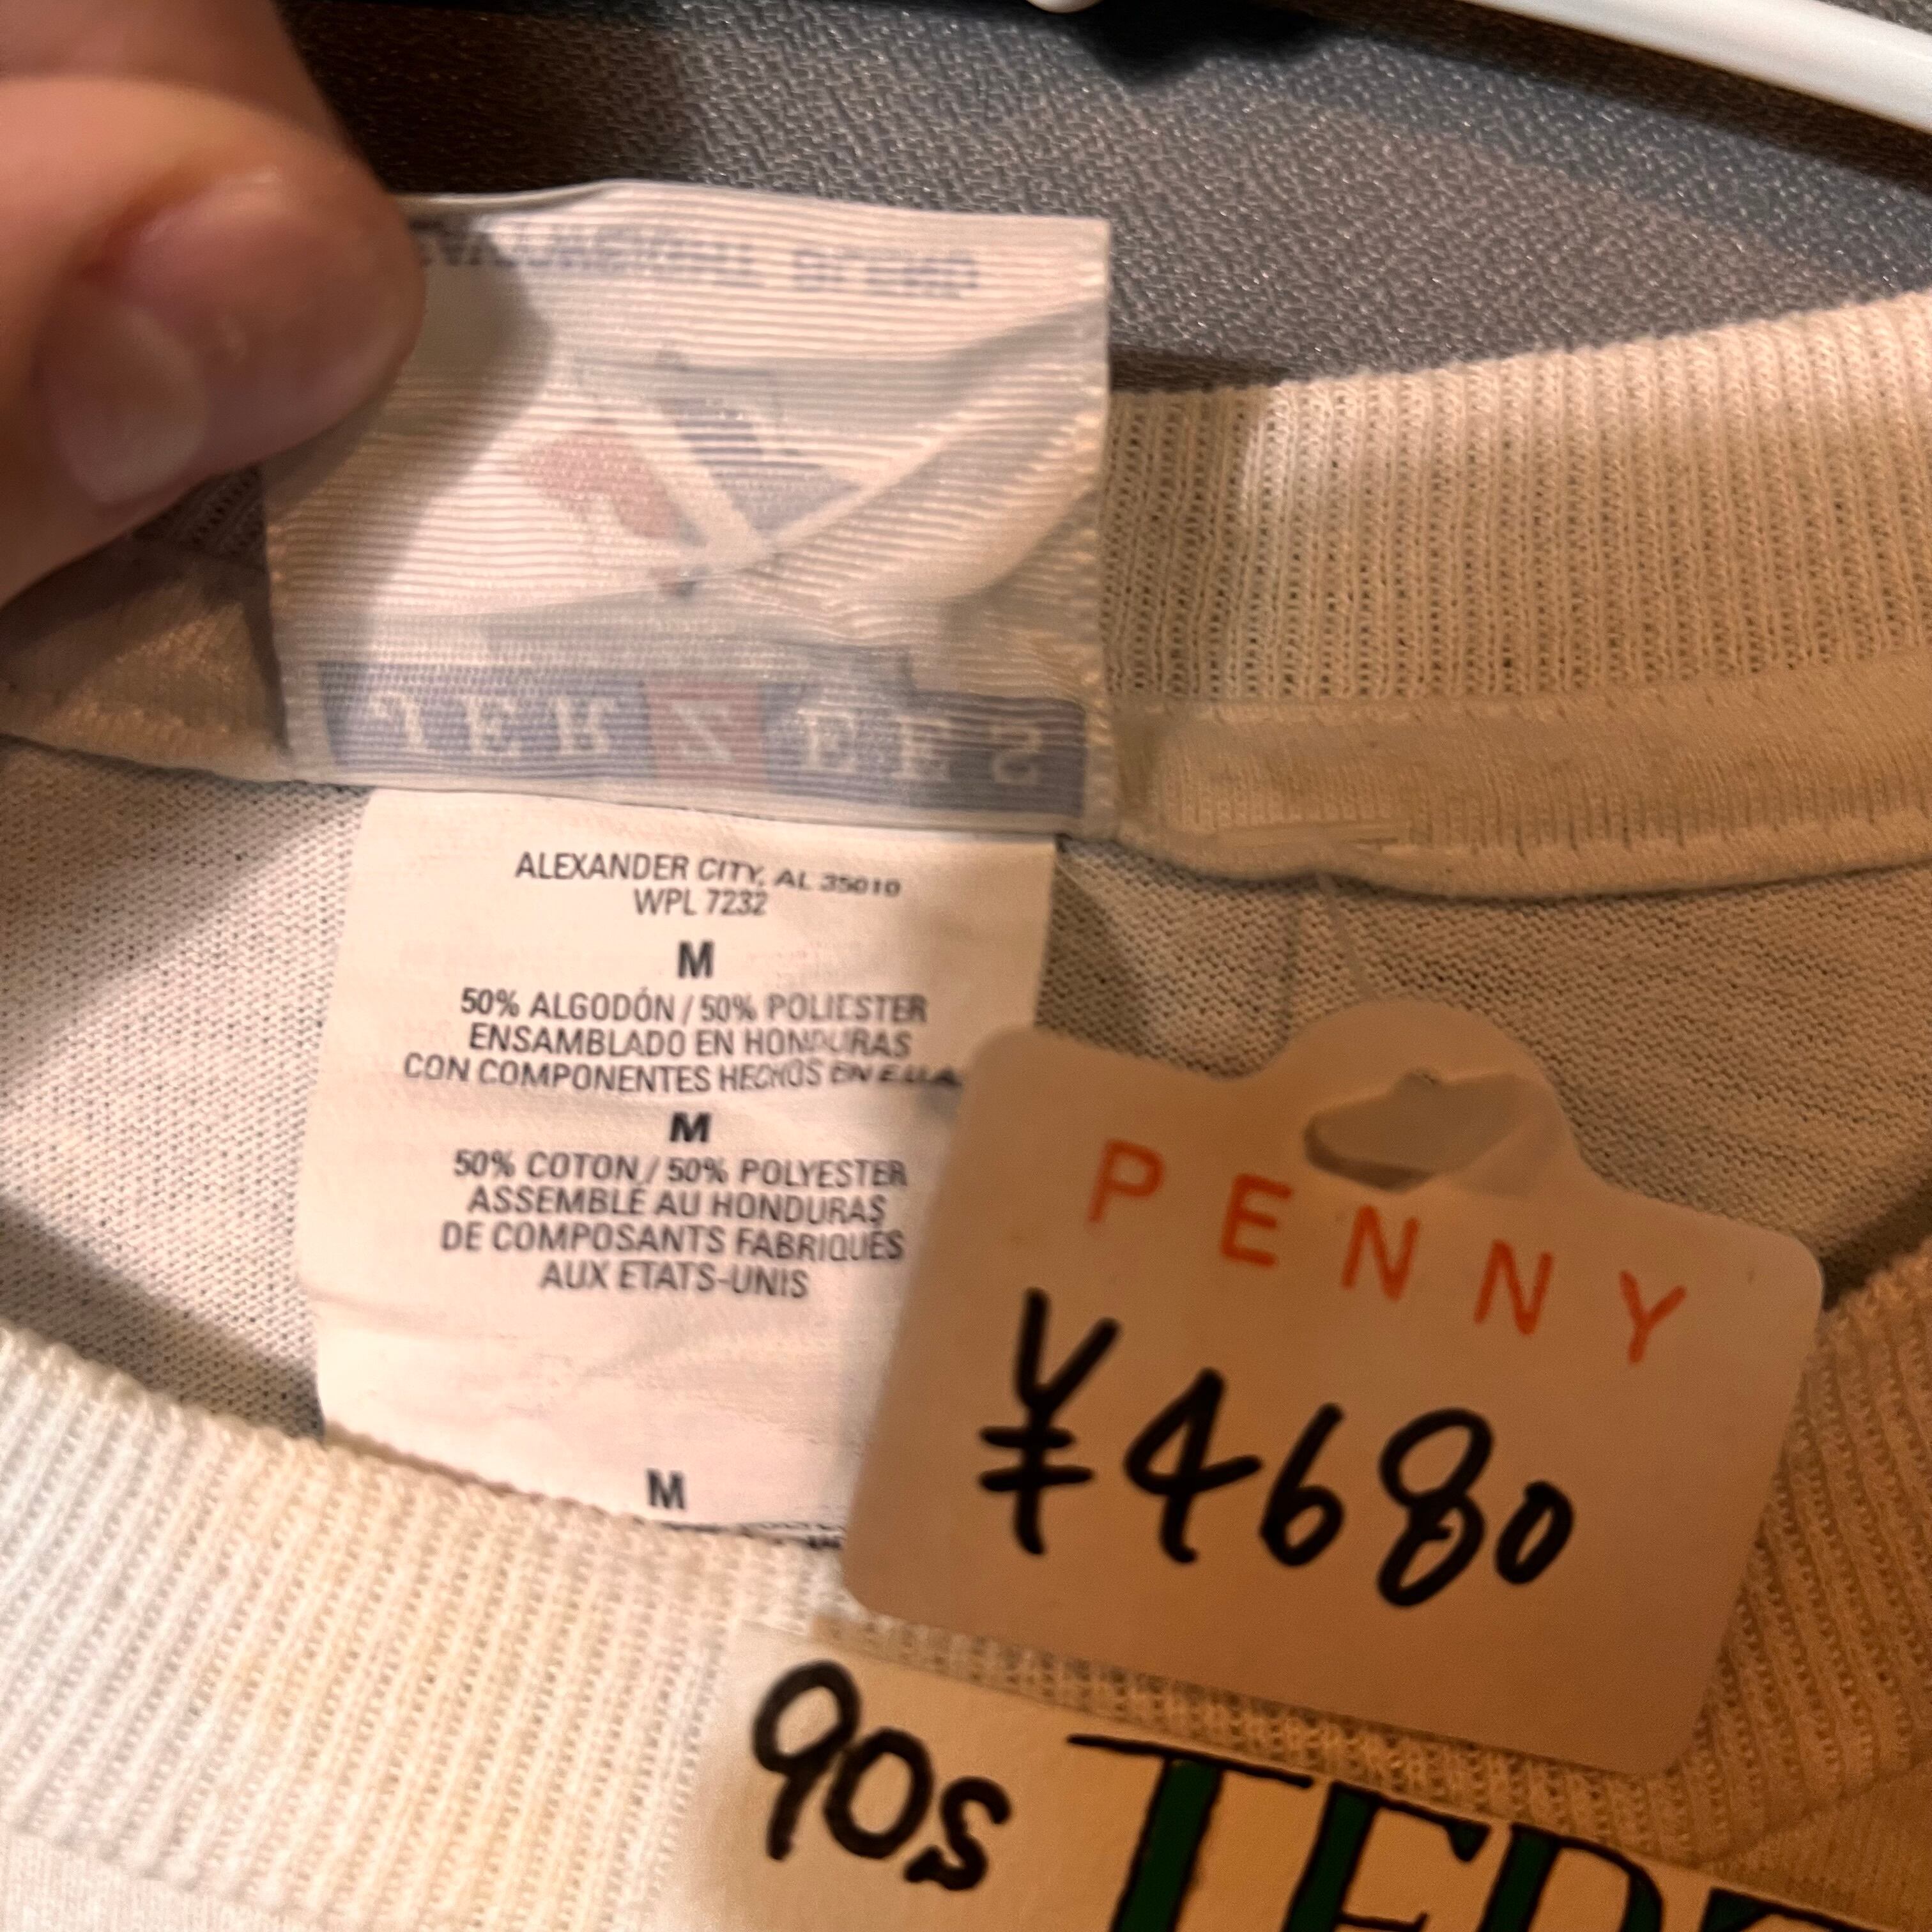 ALEXANDER CITY, AL 35010
WPL 7232
M
50% ALGODÓN / 50% POLIESTER
ENSAMBLADO EN HONDURAS
CON COMPONENTES HECHOS EN E.U.A.
M
50% COTON / 50% POLYESTER
ASSEMBLÉ AU HONDURAS
DE COMPOSANTS FABRIQUÉS
AUX ETATS-UNIS
M
PENNY
¥4680
90s